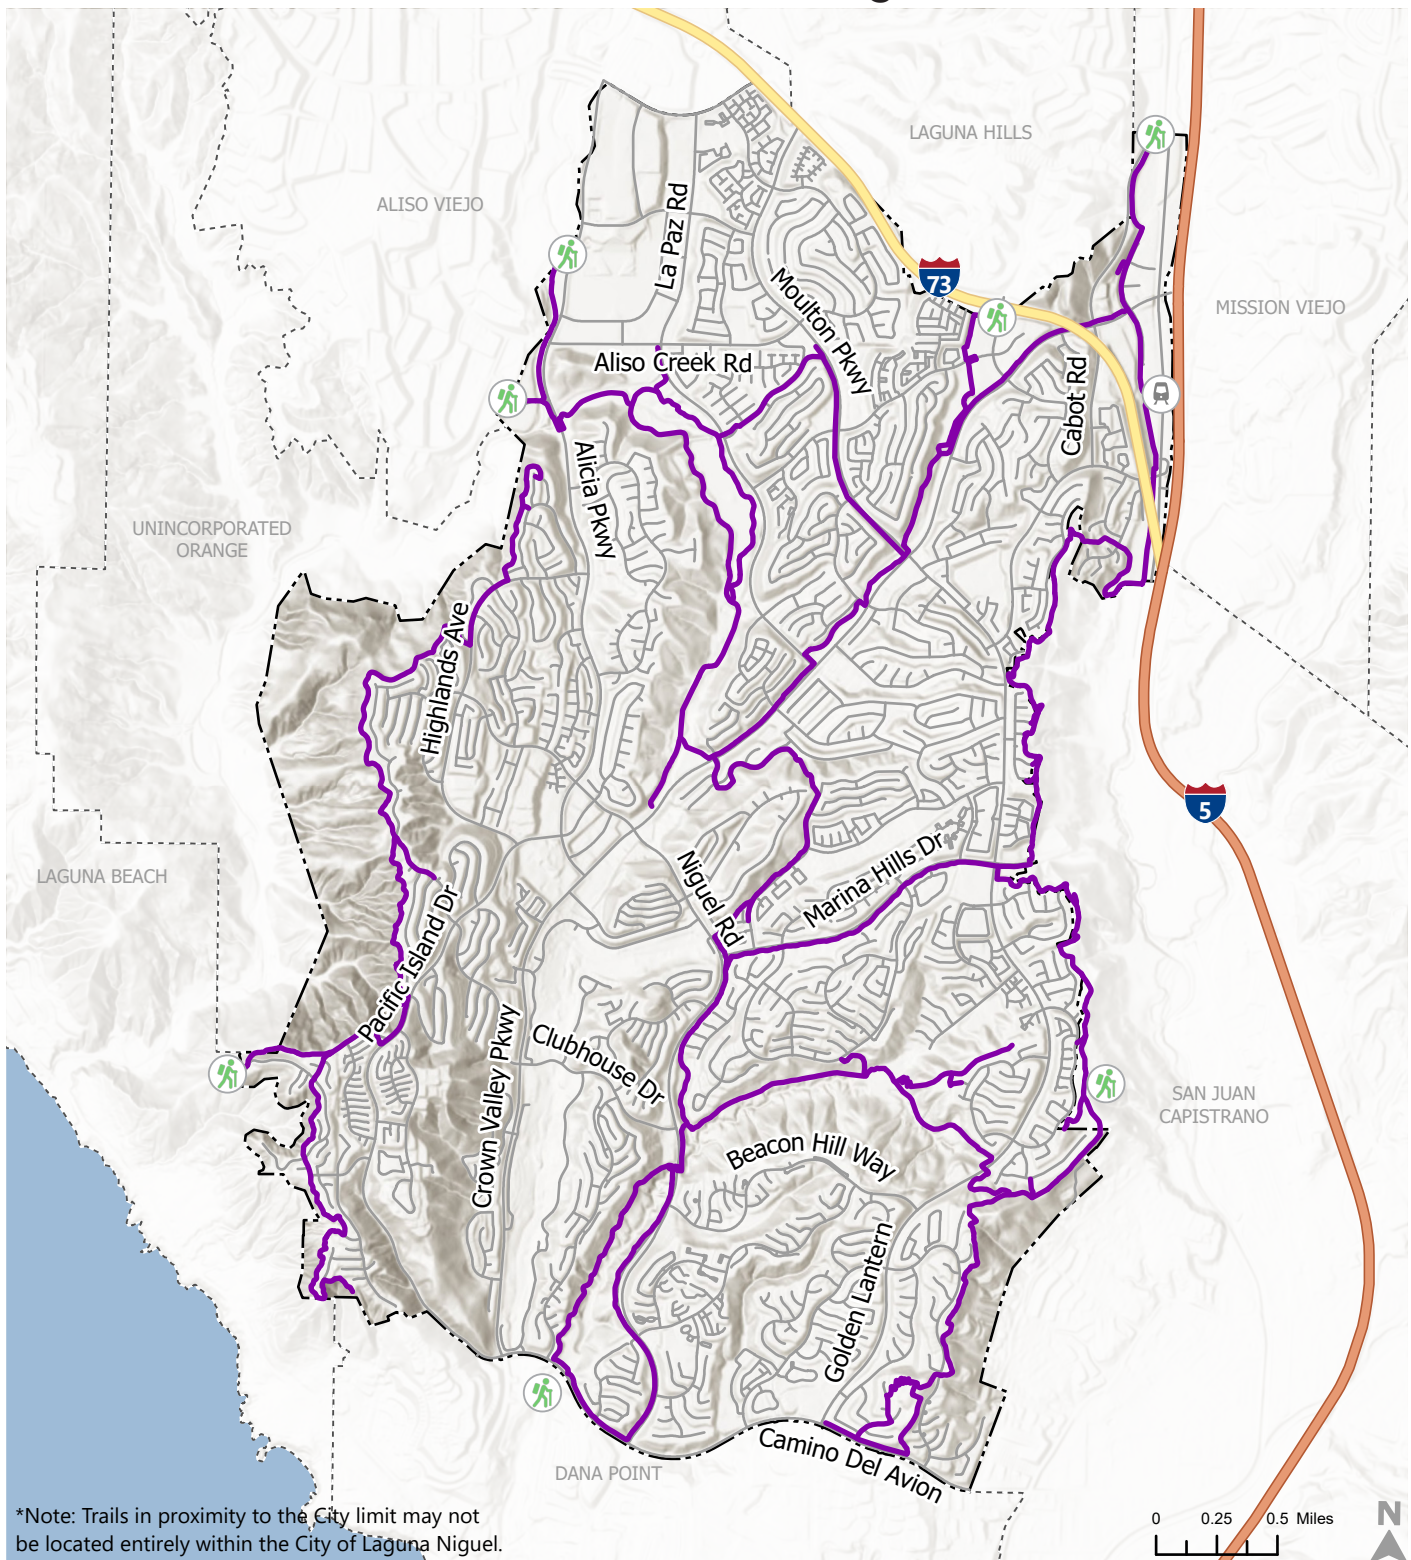 LAGUNA HILLS
ALISO VIEJO
La Paz Rd
73
Moulton Pkwy
MISSION VIEJO
Aliso Creek Rd
Cabot Rd
Alicia Pkwy
UNINCORPORATED
ORANGE
Highlands Ave
5
LAGUNA BEACH
Niguel Rd
Marina Hills Dr
Pacific Island Dr
Crown Valley Pkwy
Clubhouse Dr
SAN JUAN
CAPISTRANO
Beacon Hill Way
Golden Lantern
Camino Del Avion
DANA POINT
*Note: Trails in proximity to the City limit may not
be located entirely within the City of Laguna Niguel.
0 0.25 0.5 Miles
N